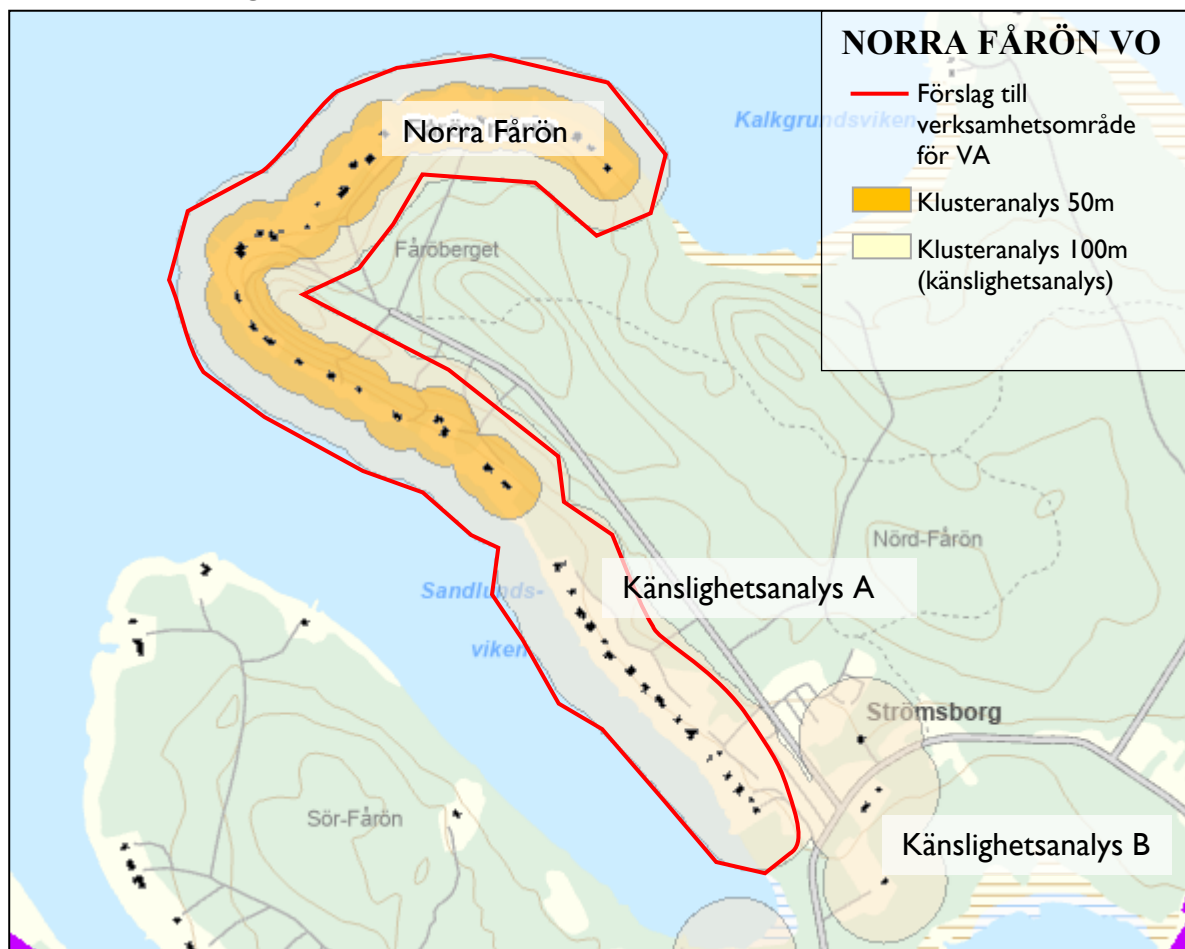 NORRA FÅRÖN VO
Förslag till
verksamhetsområde
för VA
Klusteranalys 50m
Klusteranalys 100m
(känslighetsanalys)
Kalkgrundsviken
Norra Fårön
Fåröberget
Nörd-Fårön
Känslighetsanalys A
Sandlunds-
viken
Strömsborg
Sör-Fårön
Känslighetsanalys B